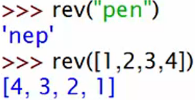 >>> rev("pen")
'nep'
>>> rev([1,2,3,4])
[4, 3, 2, 1]